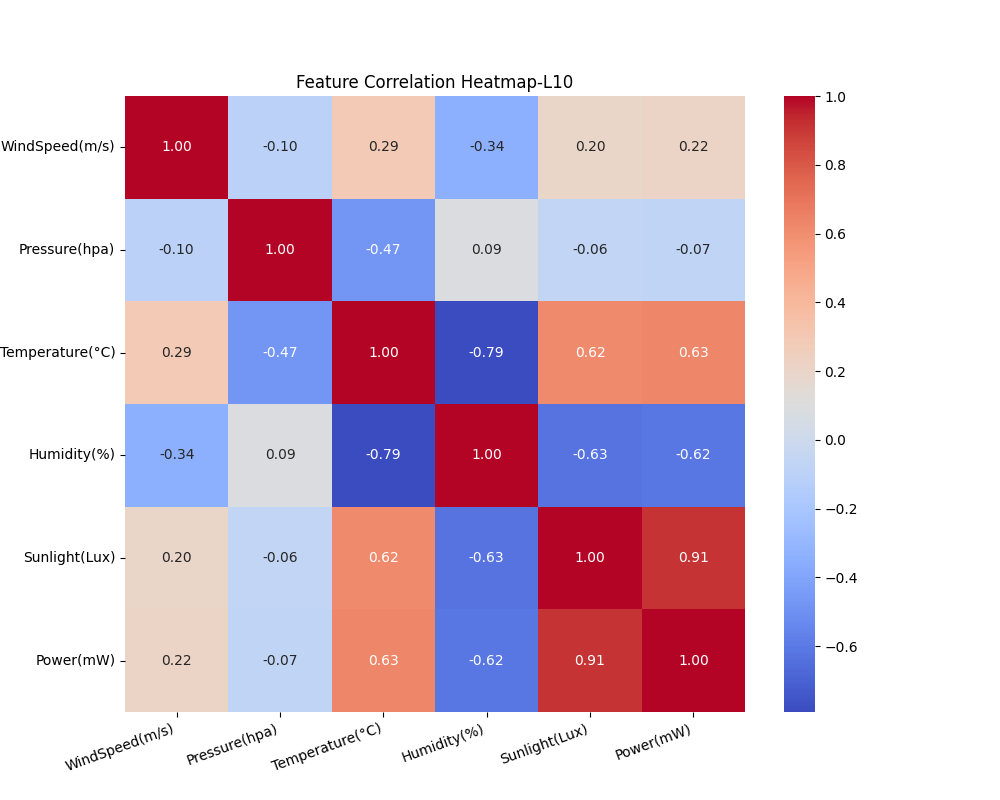 Feature Correlation Heatmap-L10
WindSpeed(m/s) 1.00 -0.10 0.29 -0.34 0.20 0.22
Pressure(hpa) -0.10 1.00 -0.47 0.09 -0.06 -0.07
Temperature(°C) 0.29 -0.47 1.00 -0.79 0.62 0.63
Humidity(%) -0.34 0.09 -0.79 1.00 -0.63 -0.62
Sunlight(Lux) 0.20 -0.06 0.62 -0.63 1.00 0.91
Power(mW) 0.22 -0.07 0.63 -0.62 0.91 1.00
WindSpeed(m/s) Pressure(hpa) Temperature(°C) Humidity(%) Sunlight(Lux) Power(mW)
1.0
0.8
0.6
0.4
0.2
0.0
−0.2
−0.4
−0.6